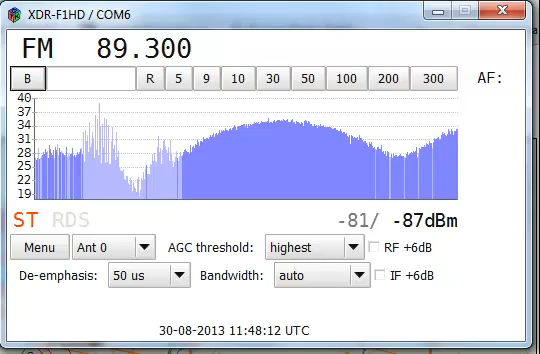 XDR-F1HD / COM6
FM 89.300
B R 5 9 10 30 50 100 200 300 AF:
40
37
34
31
28
25
22
19
ST RDS -81/ -87dBm
Menu Ant 0 AGC threshold: highest RF +6dB
De-emphasis: 50 us Bandwidth: auto IF +6dB
30-08-2013 11:48:12 UTC